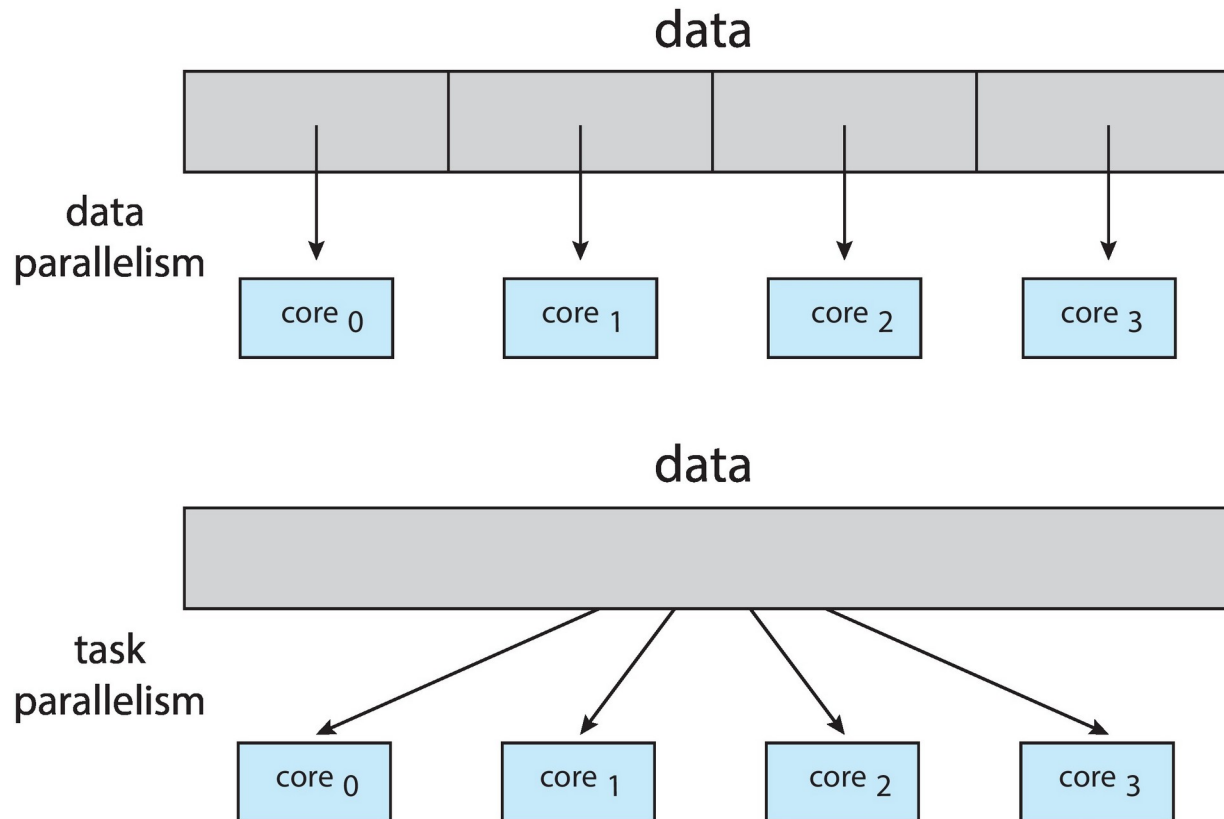 data
data
parallelism
core 0
core 1
core 2
core 3
data
task
parallelism
core 0
core 1
core 2
core 3